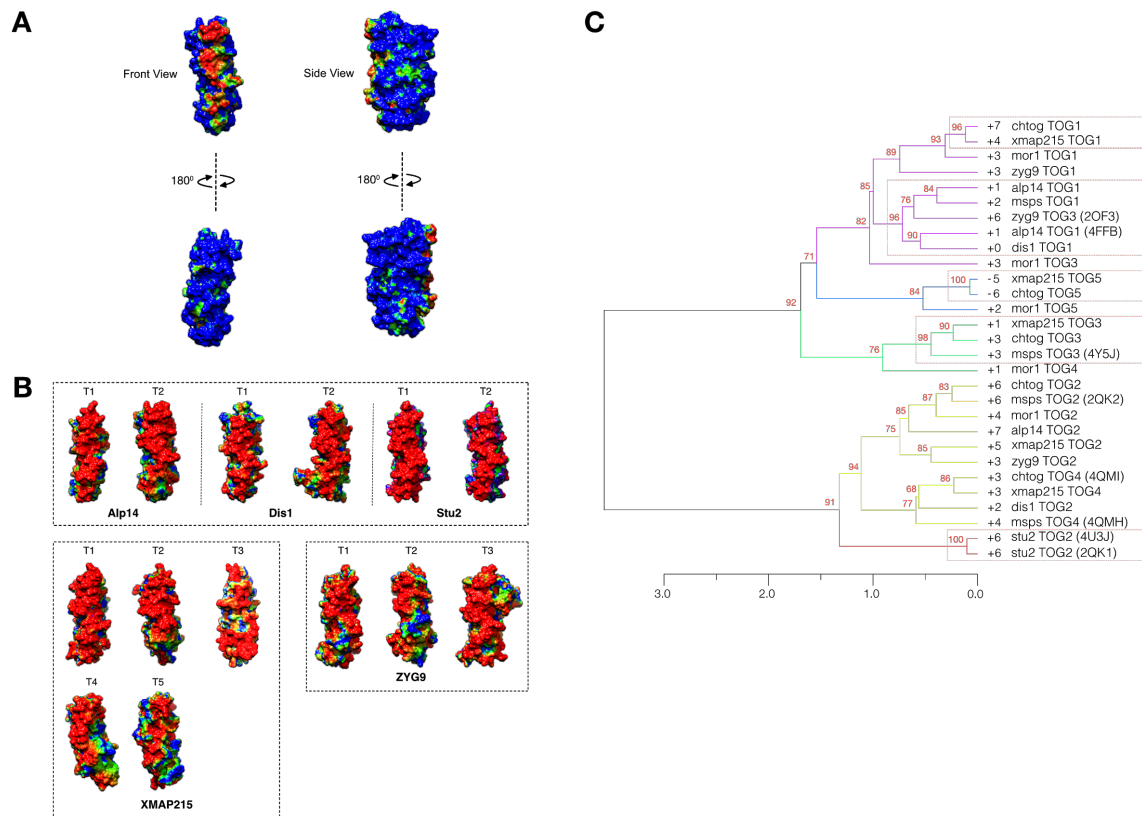 A
Front View
Side View
180⁰
180⁰
B
T1 T2 T1 T2 T1 T2
Alp14 Dis1 Stu2
T1 T2 T3
T4 T5
XMAP215
T1 T2 T3
ZYG9
C
96 +7 chtog TOG1
93 +4 xmap215 TOG1
89 +3 mor1 TOG1
+3 zyg9 TOG1
85 84 +1 alp14 TOG1
76 +2 msps TOG1
96 +6 zyg9 TOG3 (2OF3)
82 90 +1 alp14 TOG1 (4FFB)
+0 dis1 TOG1
71 +3 mor1 TOG3
100 -5 xmap215 TOG5
84 -6 chtog TOG5
92 +2 mor1 TOG5
90 +1 xmap215 TOG3
98 +3 chtog TOG3
76 +3 msps TOG3 (4Y5J)
+1 mor1 TOG4
83 +6 chtog TOG2
87 +6 msps TOG2 (2QK2)
85 +4 mor1 TOG2
75 +7 alp14 TOG2
85 +5 xmap215 TOG2
94 +3 zyg9 TOG2
86 +3 chtog TOG4 (4QMI)
68 +3 xmap215 TOG4
91 77 +2 dis1 TOG2
+4 msps TOG4 (4QMH)
100 +6 stu2 TOG2 (4U3J)
+6 stu2 TOG2 (2QK1)
3.0 2.0 1.0 0.0